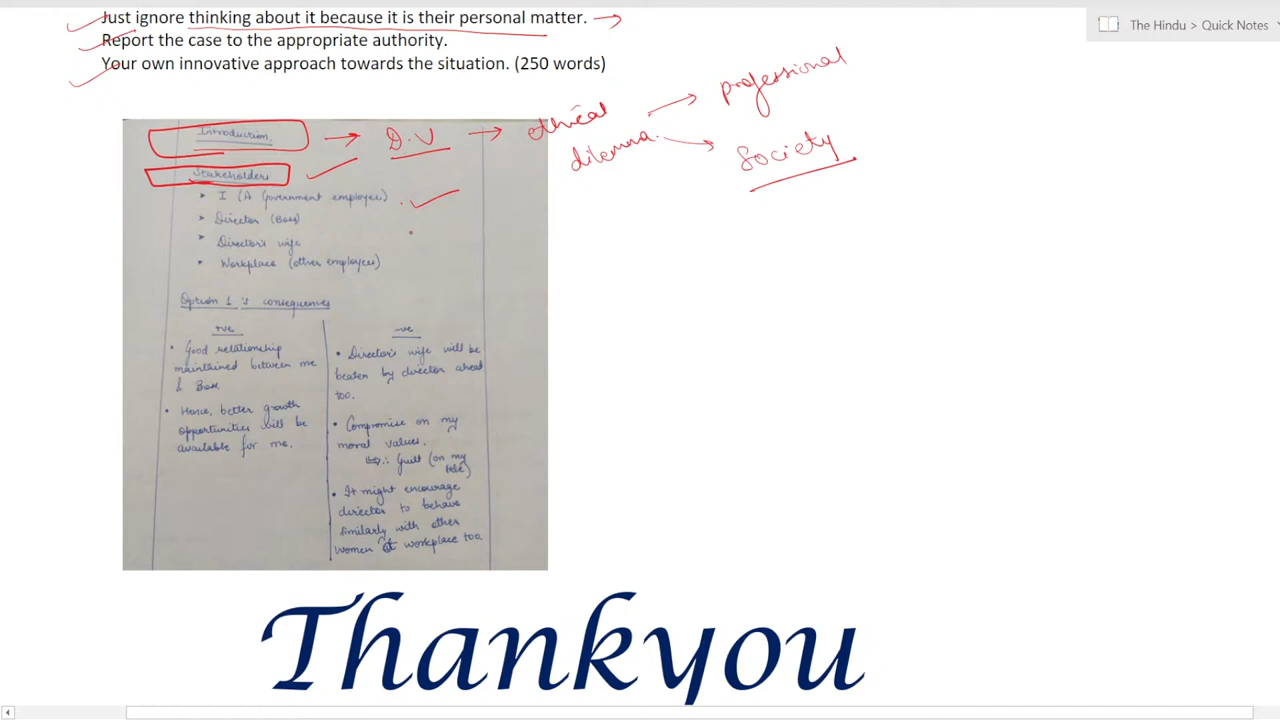 Just ignore thinking about it because it is their personal matter.
Report the case to the appropriate authority.
Your own innovative approach towards the situation. (250 words)
The Hindu > Quick Notes
professional
Introduction
D.V
ethical
dilemma
Society
Stakeholders
I (A Government employee)
Director (Boss)
Director's wife
Workplace (other employees)
Option 1's consequences
+ve
Good relationship
maintained between me
& Boss
Hence, better growth
opportunities will be
available for me.
-ve
Director's wife will be
beaten by director ahead
too.
Compromise on my
moral values.
∴ Guilt (on my
It might encourage
director to behave
similarly with other
women at workplace too.
Thankyou